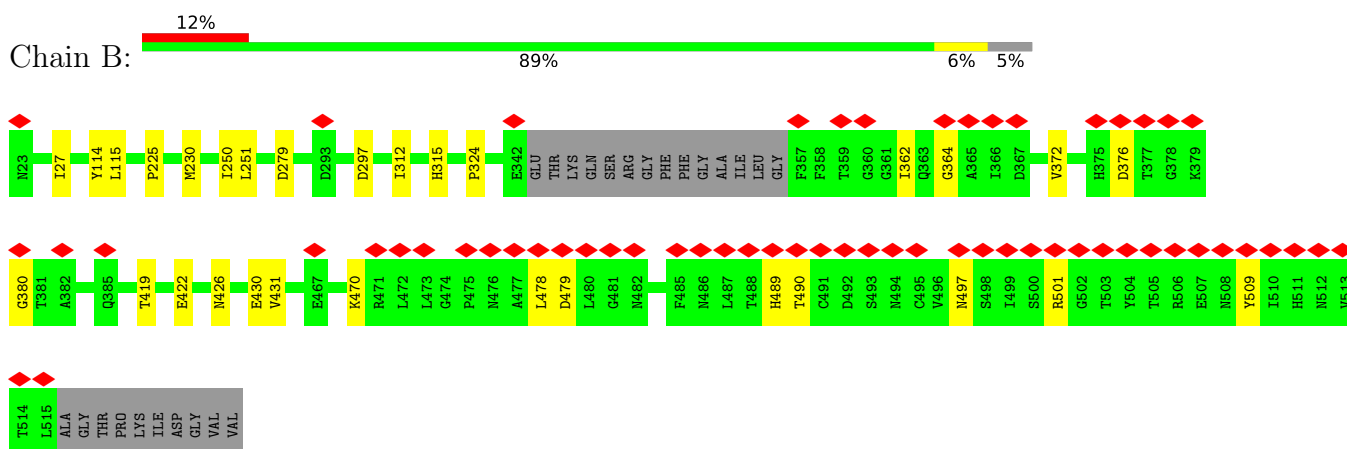 12%
Chain B:
89% 6% 5%
N23 I27 Y114 L115 P225 M230 I250 L251 D279 D293 D297 I312 H315 P324 E342 GLU THR LYS GLN SER ARG GLY PHE PHE GLY ALA ILE LEU GLY F357 F358 T359 G360 G361 I362 Q363 G364 A365 I366 D367 V372 H375 D376 T377 G378 K379
G380 T381 A382 Q385 T419 E422 N426 E430 V431 E467 K470 R471 L472 L473 G474 P475 N476 A477 L478 D479 L480 G481 N482 F485 N486 L487 T488 H489 T490 C491 D492 S493 N494 C495 V496 N497 S498 I499 S500 R501 G502 T503 Y504 T505 R506 E507 N508 Y509 I510 H511 N512
T514 L515 ALA GLY THR PRO LYS ILE ASP GLY VAL VAL